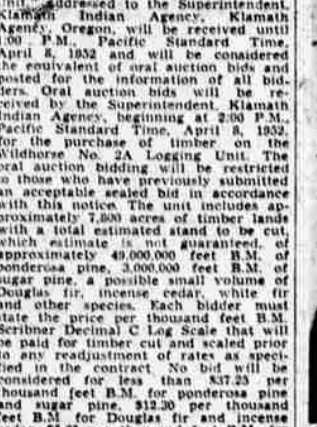 Unit, addressed to the Superintendent,
Klamath Indian Agency, Klamath
Agency, Oregon, will be received until
1:00 P.M., Pacific Standard Time,
April 8, 1952 and will be considered
the equivalent of oral auction bids and
posted for the information of all bid-
ders. Oral auction bids will be re-
ceived by the Superintendent, Klamath
Indian Agency, beginning at 2:00 P.M.,
Pacific Standard Time, April 8, 1952,
for the purchase of timber on the
Wildhorse No. 2A Logging Unit. The
oral auction bidding will be restricted
to those who have previously submitted
an acceptable sealed bid in accordance
with this notice. The unit includes ap-
proximately 7,800 acres of timber lands
with a total estimated stand to be cut,
which estimate is not guaranteed, of
approximately 49,000,000 feet B.M. of
ponderosa pine, 3,000,000 feet B.M. of
sugar pine, a possible small volume of
Douglas fir, incense cedar, white fir
and other species. Each bidder must
state the price per thousand feet B.M.
Scribner Decimal C Log Scale that will
be paid for timber cut and scaled prior
to any readjustment of rates as speci-
fied in the contract. No bid will be
considered for less than $37.25 per
thousand feet B.M. for ponderosa pine
and sugar pine, $12.30 per thousand
feet B.M. for Douglas fir and incense